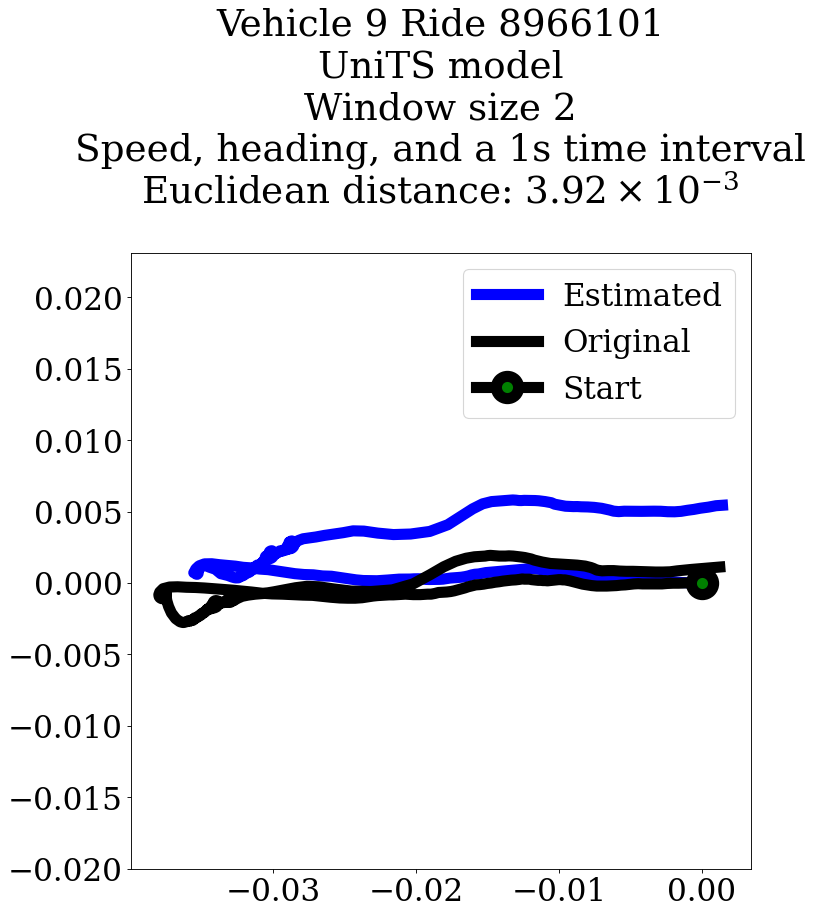 Vehicle 9 Ride 8966101
UniTS model
Window size 2
Speed, heading, and a 1s time interval
Euclidean distance: 3.92 × 10⁻³
Estimated
Original
Start
0.020
0.015
0.010
0.005
0.000
−0.005
−0.010
−0.015
−0.020
−0.03 −0.02 −0.01 0.00